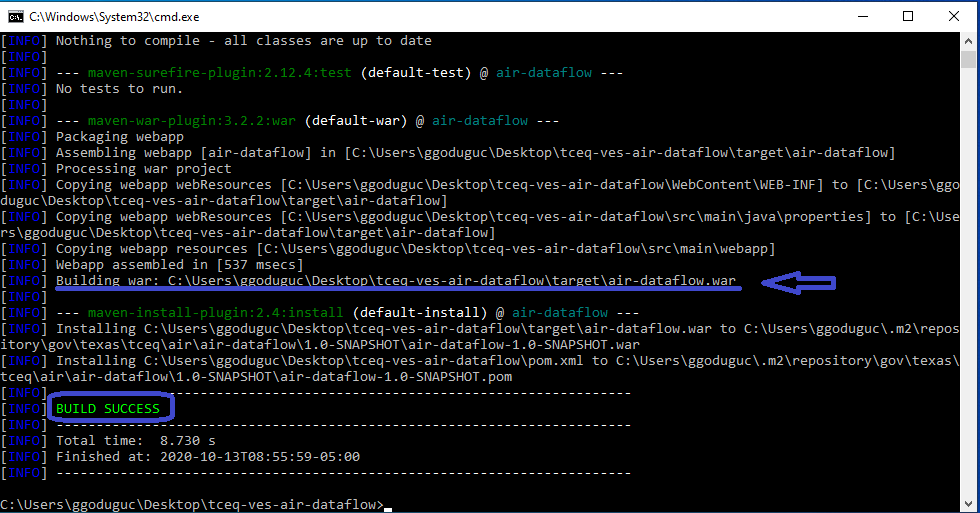 C:\Windows\System32\cmd.exe
[INFO] Nothing to compile - all classes are up to date
[INFO]
[INFO] --- maven-surefire-plugin:2.12.4:test (default-test) @ air-dataflow ---
[INFO] No tests to run.
[INFO]
[INFO] --- maven-war-plugin:3.2.2:war (default-war) @ air-dataflow ---
[INFO] Packaging webapp
[INFO] Assembling webapp [air-dataflow] in [C:\Users\ggoduguc\Desktop\tceq-ves-air-dataflow\target\air-dataflow]
[INFO] Processing war project
[INFO] Copying webapp webResources [C:\Users\ggoduguc\Desktop\tceq-ves-air-dataflow\WebContent\WEB-INF] to [C:\Users\ggo
duguc\Desktop\tceq-ves-air-dataflow\target\air-dataflow]
[INFO] Copying webapp webResources [C:\Users\ggoduguc\Desktop\tceq-ves-air-dataflow\src\main\java\properties] to [C:\Use
rs\ggoduguc\Desktop\tceq-ves-air-dataflow\target\air-dataflow]
[INFO] Copying webapp resources [C:\Users\ggoduguc\Desktop\tceq-ves-air-dataflow\src\main\webapp]
[INFO] Webapp assembled in [537 msecs]
[INFO] Building war: C:\Users\ggoduguc\Desktop\tceq-ves-air-dataflow\target\air-dataflow.war
[INFO]
[INFO] --- maven-install-plugin:2.4:install (default-install) @ air-dataflow ---
[INFO] Installing C:\Users\ggoduguc\Desktop\tceq-ves-air-dataflow\target\air-dataflow.war to C:\Users\ggoduguc\.m2\repos
itory\gov\texas\tceq\air\air-dataflow\1.0-SNAPSHOT\air-dataflow-1.0-SNAPSHOT.war
[INFO] Installing C:\Users\ggoduguc\Desktop\tceq-ves-air-dataflow\pom.xml to C:\Users\ggoduguc\.m2\repository\gov\texas\
tceq\air\air-dataflow\1.0-SNAPSHOT\air-dataflow-1.0-SNAPSHOT.pom
[INFO] ------------------------------------------------------------------------
[INFO] BUILD SUCCESS
[INFO] ------------------------------------------------------------------------
[INFO] Total time:  8.730 s
[INFO] Finished at: 2020-10-13T08:55:59-05:00
[INFO] ------------------------------------------------------------------------
C:\Users\ggoduguc\Desktop\tceq-ves-air-dataflow>